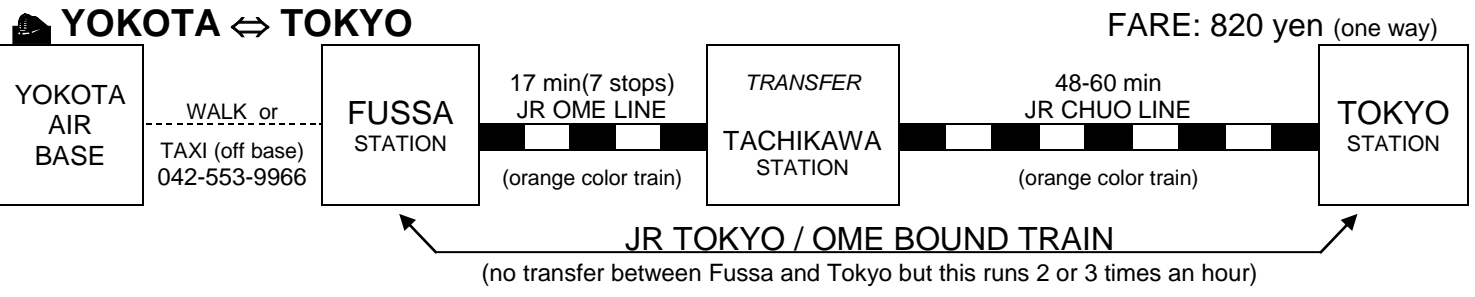 YOKOTA ⇔ TOKYO
FARE: 820 yen (one way)
YOKOTA
AIR
BASE
WALK or
TAXI (off base)
042-553-9966
FUSSA
STATION
17 min(7 stops)
JR OME LINE
(orange color train)
TRANSFER
TACHIKAWA
STATION
48-60 min
JR CHUO LINE
(orange color train)
TOKYO
STATION
JR TOKYO / OME BOUND TRAIN
(no transfer between Fussa and Tokyo but this runs 2 or 3 times an hour)